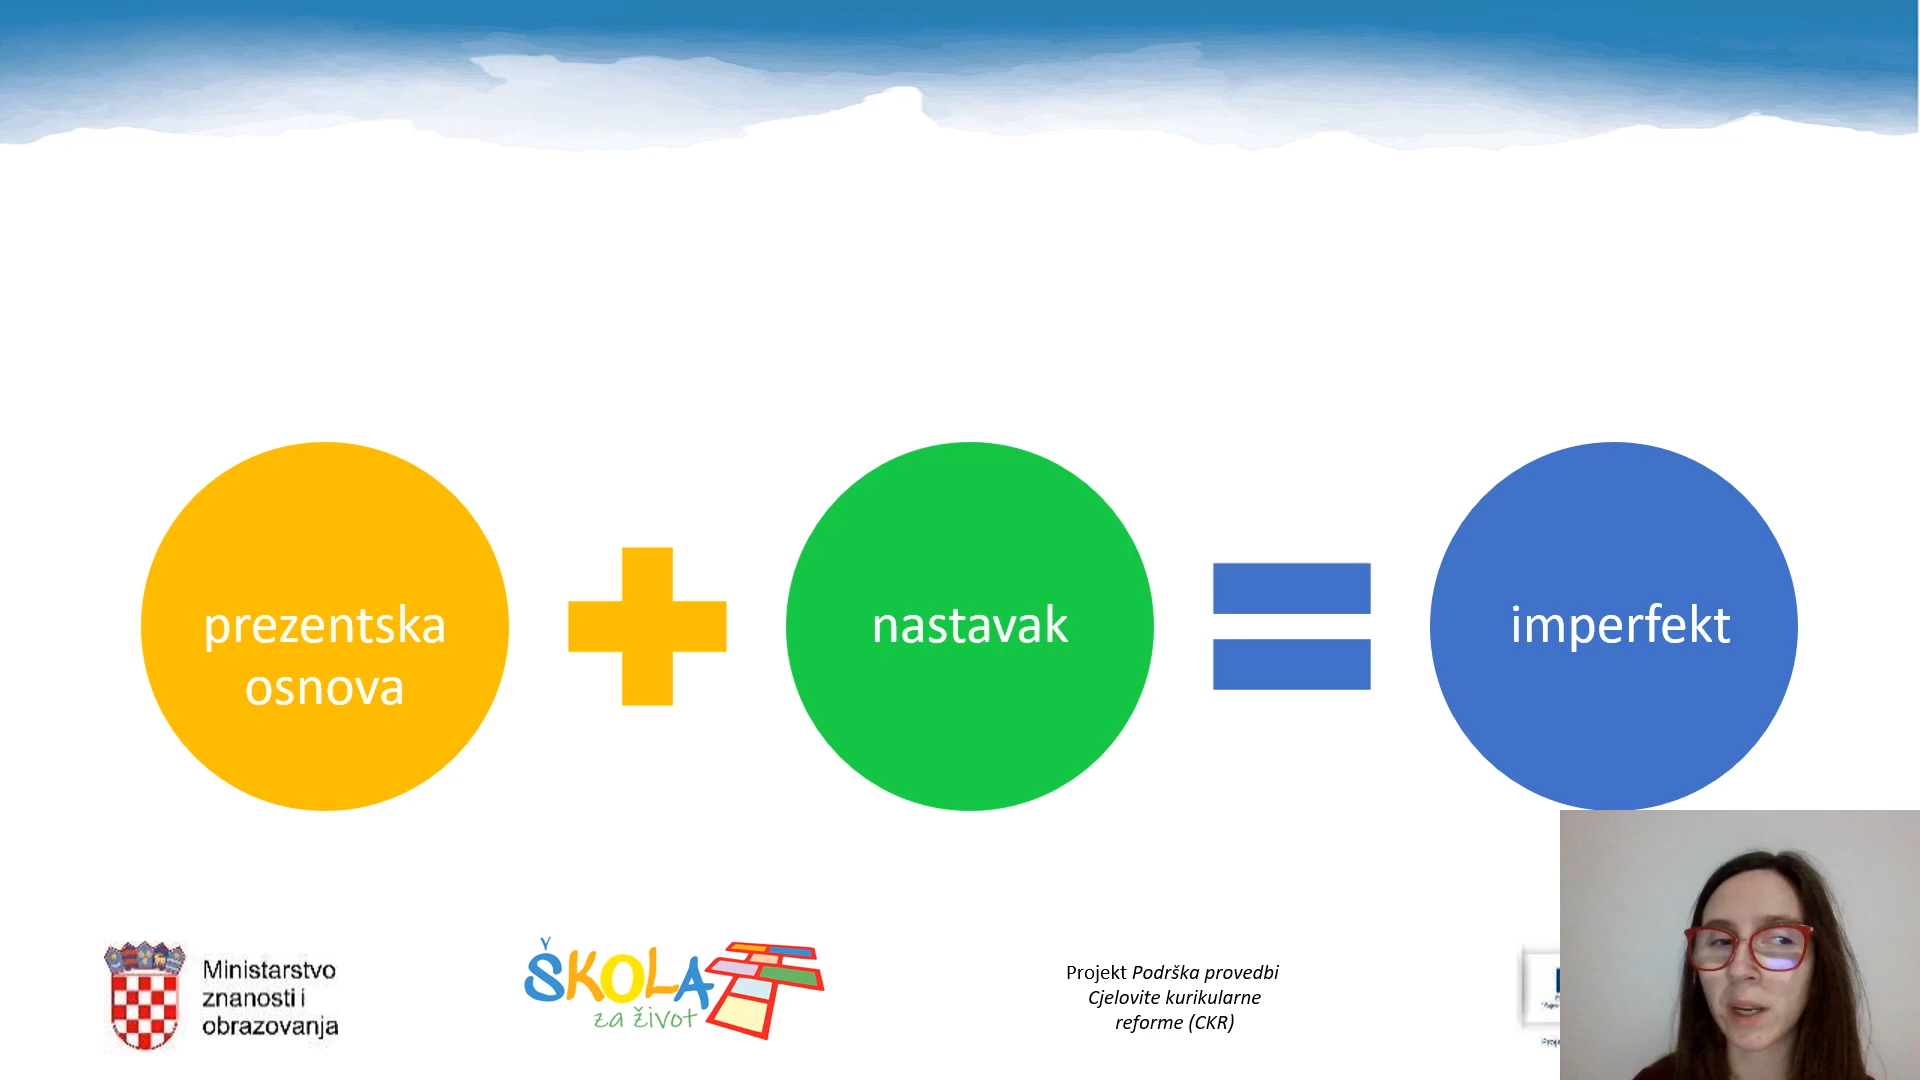 prezentska
osnova
nastavak
imperfekt
Ministarstvo
znanosti i
obrazovanja
ŠKOLA
za život
Projekt Podrška provedbi
Cjelovite kurikularne
reforme (CKR)